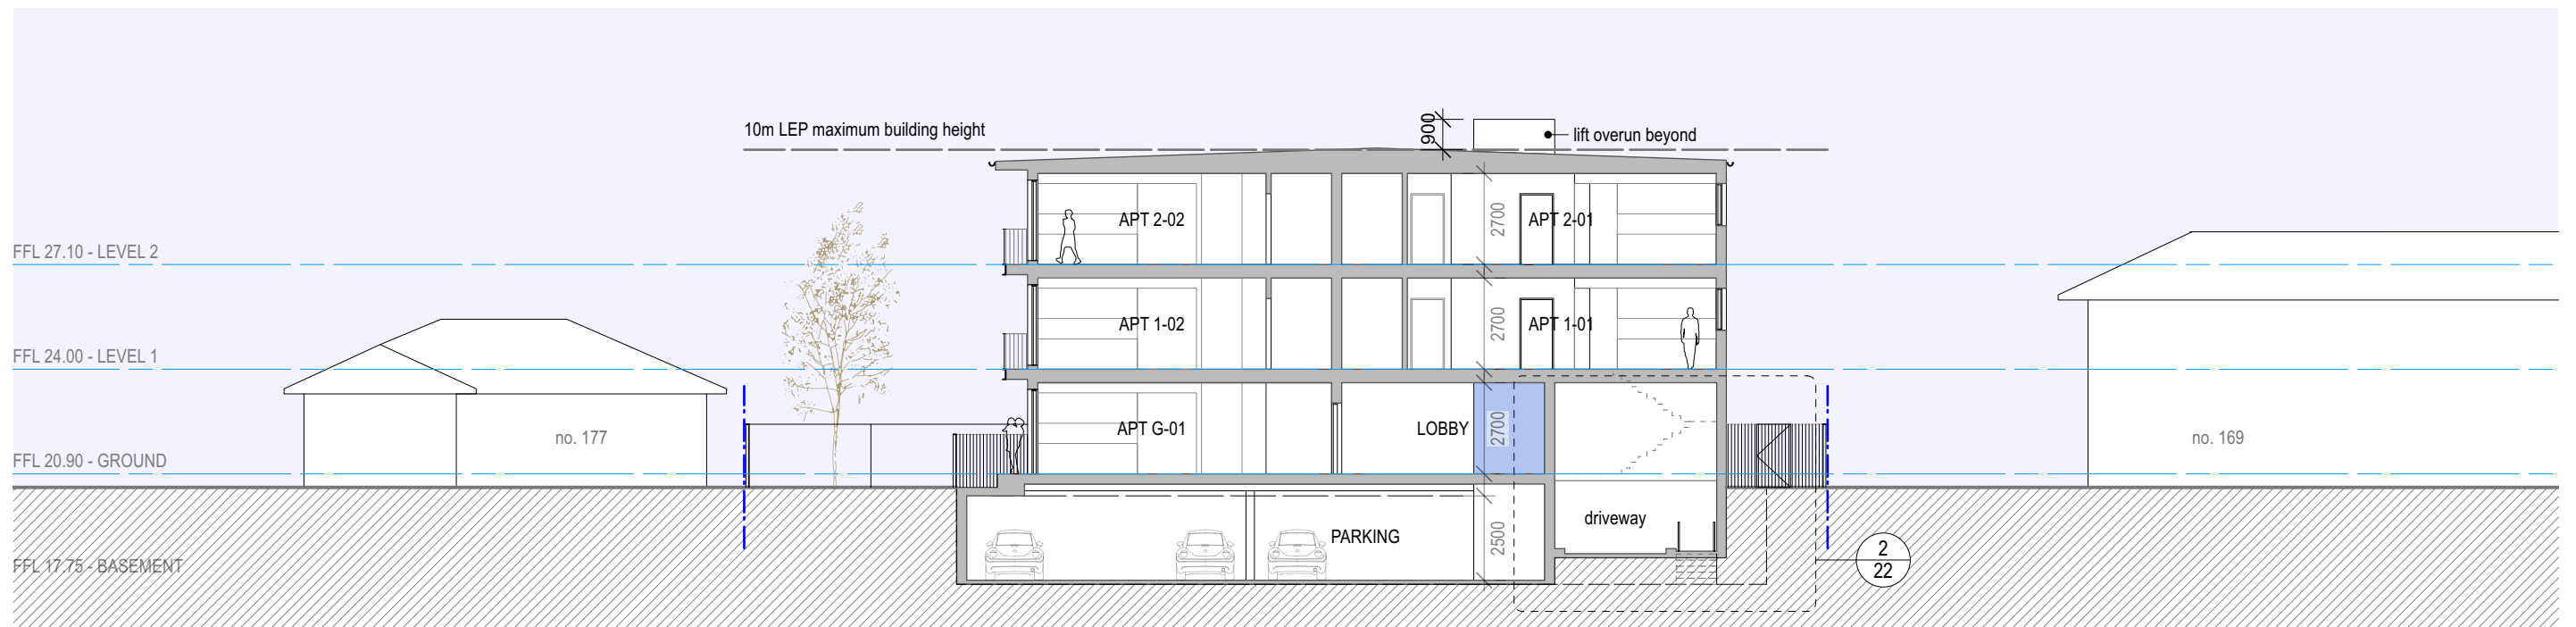 10m LEP maximum building height
900
lift overun beyond
APT 2-02
2700
APT 2-01
FFL 27.10 - LEVEL 2
APT 1-02
2700
APT 1-01
FFL 24.00 - LEVEL 1
no. 177
APT G-01
LOBBY
2700
no. 169
FFL 20.90 - GROUND
driveway
PARKING
2500
2
22
FFL 17.75 - BASEMENT